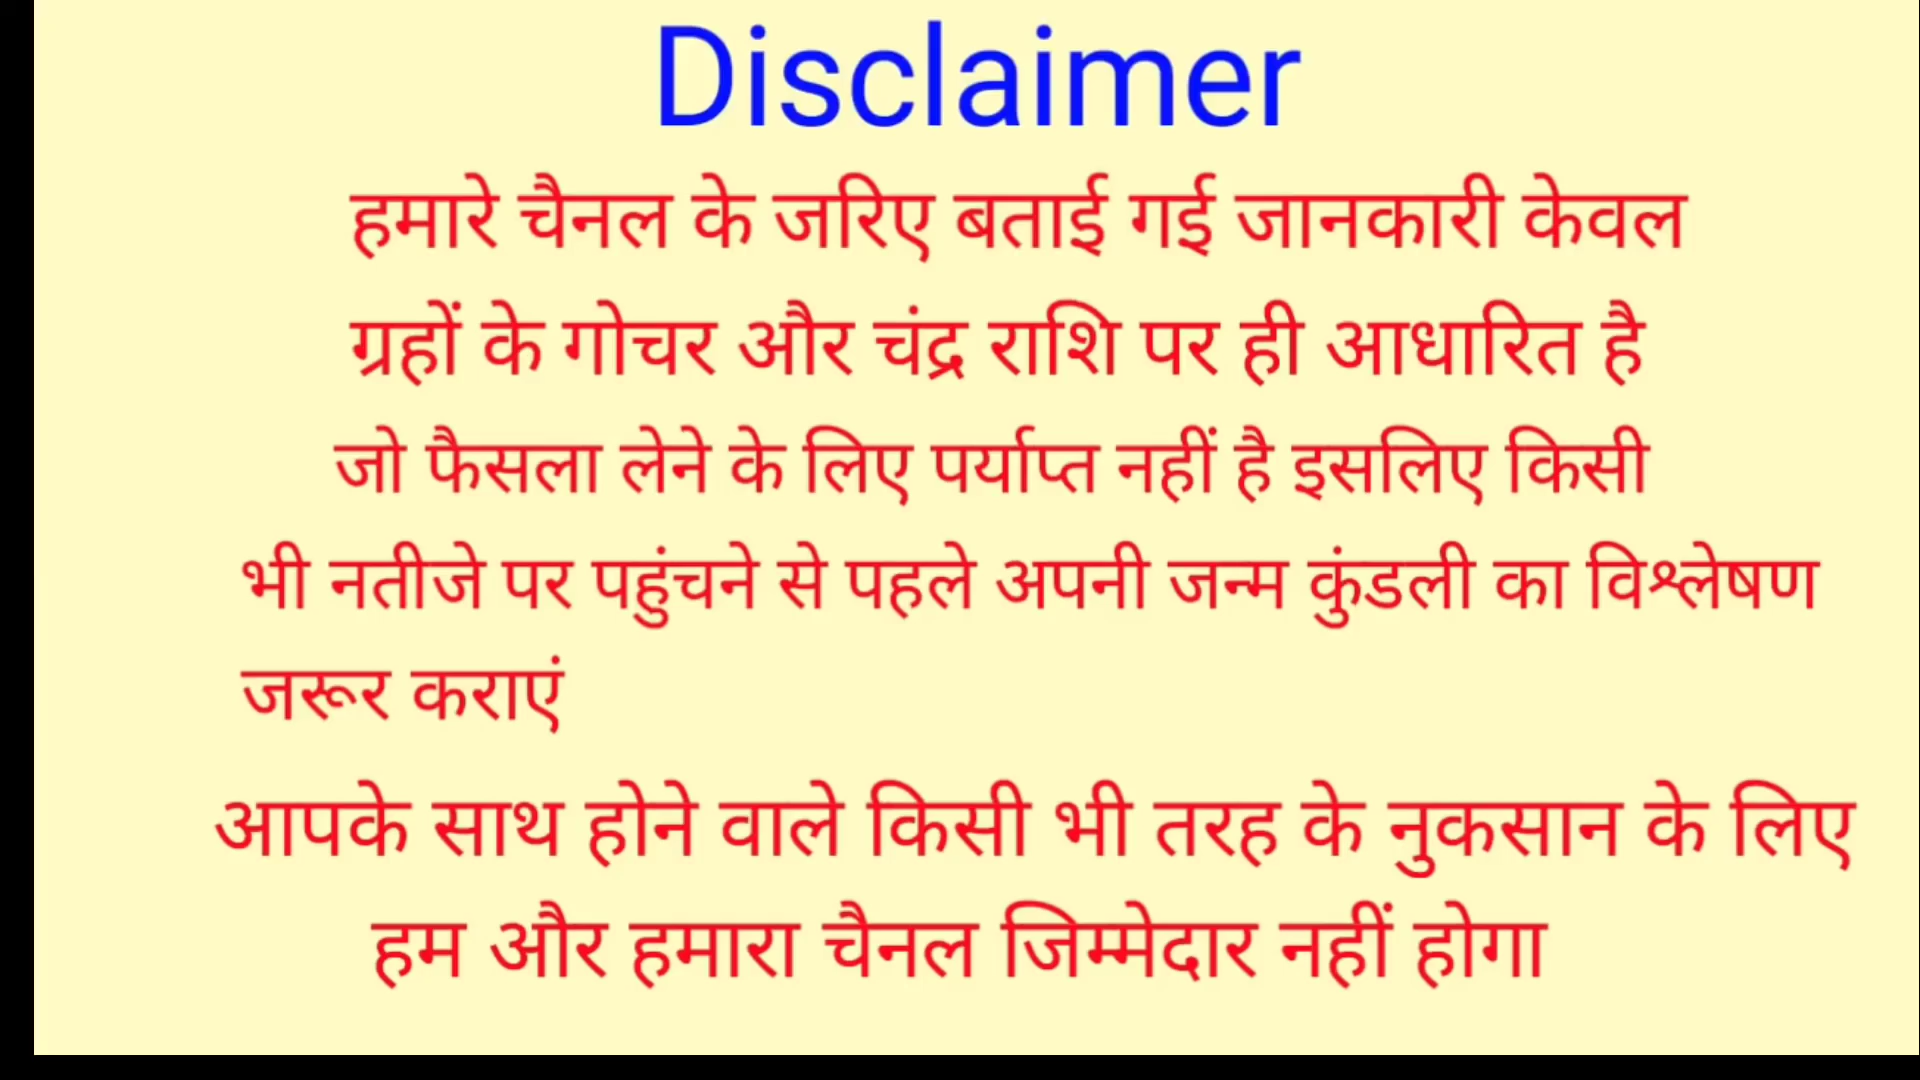 Disclaimer
हमारे चैनल के जरिए बताई गई जानकारी केवल
ग्रहों के गोचर और चंद्र राशि पर ही आधारित है
जो फैसला लेने के लिए पर्याप्त नहीं है इसलिए किसी
भी नतीजे पर पहुंचने से पहले अपनी जन्म कुंडली का विश्लेषण
जरूर कराएं
आपके साथ होने वाले किसी भी तरह के नुकसान के लिए
हम और हमारा चैनल जिम्मेदार नहीं होगा